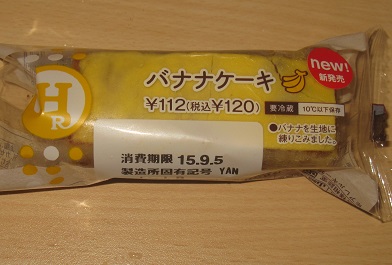 new!
新発売
バナナケーキ
¥112(税込¥120)
要冷蔵 10℃以下保存
●バナナを生地に
練りこみました。
HR
消費期限 15.9.5
製造所固有記号 YAN